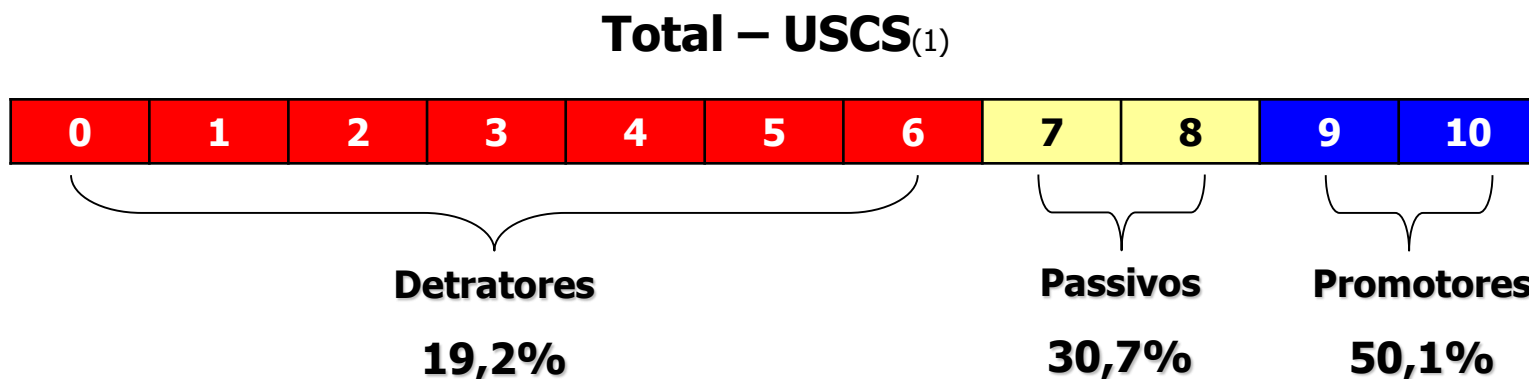 Total – USCS(1)
0 1 2 3 4 5 6 7 8 9 10
Detratores Passivos Promotores
19,2% 30,7% 50,1%